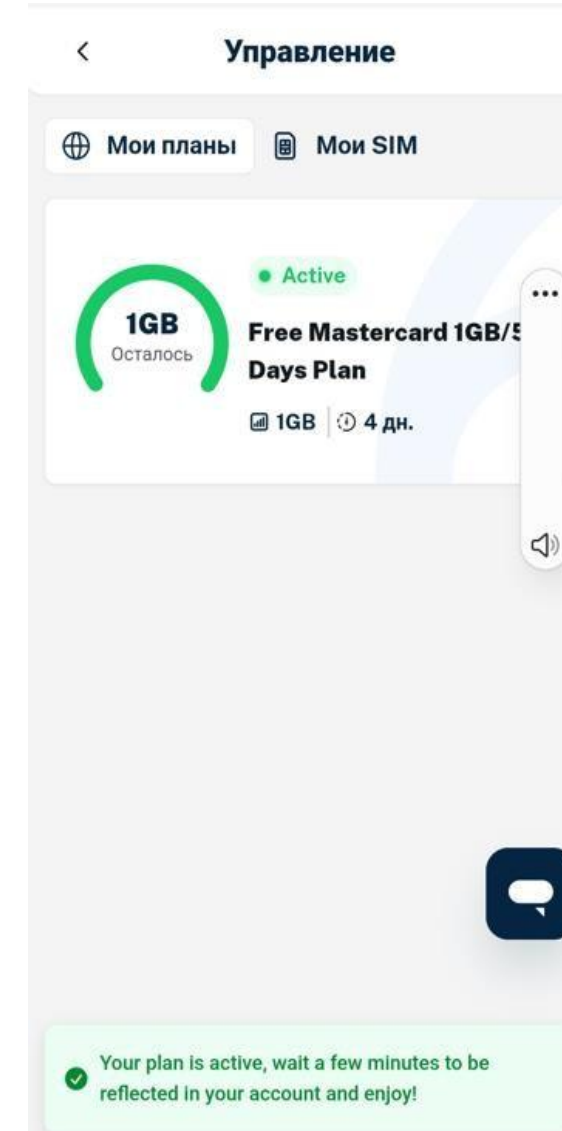 Управление
Мои планы
Мои SIM
Active
1GB
Осталось
Free Mastercard 1GB/5
Days Plan
1GB
4 дн.
Your plan is active, wait a few minutes to be
reflected in your account and enjoy!